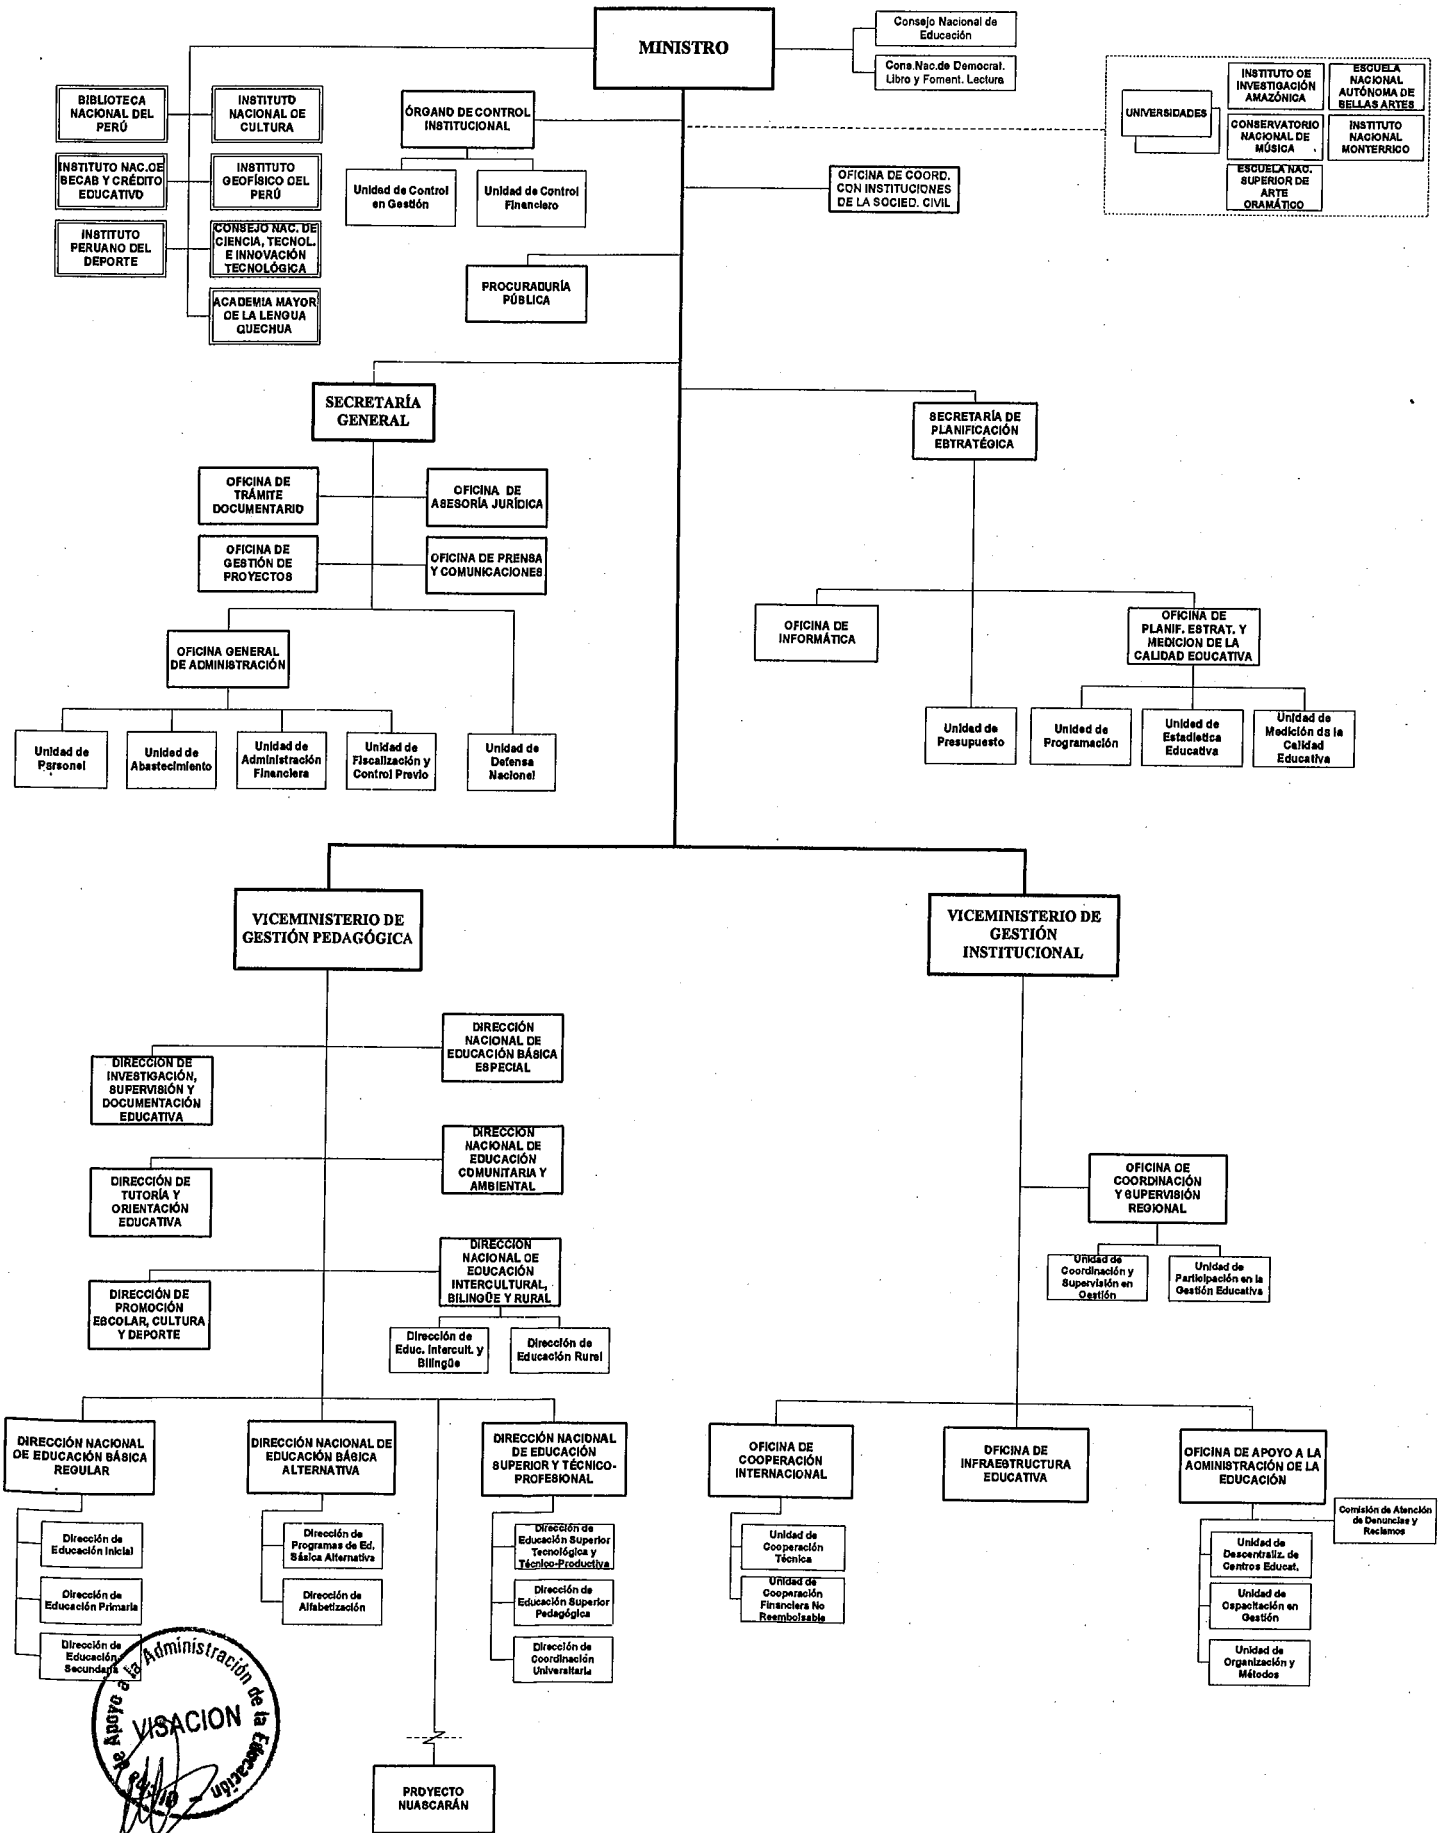 MINISTRO
Consejo Nacional de
Educación
Cons.Nac.de Democrat.
Libro y Foment. Lectura
BIBLIOTECA
NACIONAL DEL
PERÚ
INSTITUTO
NACIONAL DE
CULTURA
INSTITUTO NAC.OE
BECAB Y CRÉDITO
EDUCATIVO
INSTITUTO
GEOFÍSICO DEL
PERÚ
INSTITUTO
PERUANO DEL
DEPORTE
CONSEJO NAC. DE
CIENCIA, TECNOL.
E INNOVACIÓN
TECNOLÓGICA
ACADEMIA MAYOR
DE LA LENGUA
QUECHUA
ÓRGANO DE CONTROL
INSTITUCIONAL
Unidad de Control
en Gestión
Unidad de Control
Financiero
PROCURADURÍA
PÚBLICA
OFICINA DE COORD.
CON INSTITUCIONES
DE LA SOCIED. CIVIL
UNIVERSIDADES
INSTITUTO DE
INVESTIGACIÓN
AMAZÓNICA
ESCUELA
NACIONAL
AUTÓNOMA DE
BELLAS ARTES
CONSERVATORIO
NACIONAL DE
MÚSICA
INSTITUTO
NACIONAL
MONTERRICO
ESCUELA NAC.
SUPERIOR DE
ARTE
ORAMÁTICO
SECRETARÍA
GENERAL
OFICINA DE
TRÁMITE
DOCUMENTARIO
OFICINA DE
ASESORÍA JURÍDICA
OFICINA DE
GESTIÓN DE
PROYECTOS
OFICINA DE PRENSA
Y COMUNICACIONES
OFICINA GENERAL
DE ADMINISTRACIÓN
Unidad de
Personel
Unidad de
Abastecimiento
Unidad de
Administración
Financiera
Unidad de
Fiscalización y
Control Previo
Unidad de
Defensa
Nacionel
SECRETARÍA DE
PLANIFICACIÓN
EBTRATÉGICA
OFICINA DE
INFORMÁTICA
OFICINA DE
PLANIF. ESTRAT. Y
MEDICION DE LA
CALIDAD EOUCATIVA
Unidad de
Presupuesto
Unidad de
Programación
Unidad de
Estadística
Educativa
Unidad de
Medición de la
Calidad
Educativa
VICEMINISTERIO DE
GESTIÓN PEDAGÓGICA
VICEMINISTERIO DE
GESTIÓN
INSTITUCIONAL
DIRECCIÓN
NACIONAL DE
EDUCACIÓN BÁBICA
ESPECIAL
DIRECCION DE
INVESTIGACIÓN,
SUPERVISIÓN Y
DOCUMENTACIÓN
EDUCATIVA
DIRECCION
NACIONAL DE
EDUCACIÓN
COMUNITARIA Y
AMBIENTAL
DIRECCIÓN DE
TUTORÍA Y
ORIENTACIÓN
EDUCATIVA
DIRECCION
NACIONAL OE
EDUCACIÓN
INTERCULTURAL,
BILINGÜE Y RURAL
DIRECCIÓN DE
PROMOCIÓN
EBCOLAR, CULTURA
Y DEPORTE
Dirección de
Educ. Intercult. y
Bilingüe
Dirección de
Educación Rurel
OFICINA DE
COORDINACIÓN
Y SUPERVISIÓN
REGIONAL
Unidad de
Coordinación y
Supervisión en
Gestión
Unidad de
Participación en la
Gestión Educativa
DIRECCIÓN NACIONAL
DE EDUCACIÓN BÁSICA
REGULAR
DIRECCIÓN NACIONAL DE
EDUCACIÓN BÁSICA
ALTERNATIVA
DIRECCIÓN NACIONAL
DE EDUCACIÓN
SUPERIOR Y TÉCNICO-
PROFESIONAL
OFICINA DE
COOPERACIÓN
INTERNACIONAL
OFICINA DE
INFRAESTRUCTURA
EDUCATIVA
OFICINA DE APOYO A LA
AOMINISTRACIÓN DE LA
EDUCACIÓN
Dirección de
Educación Inicial
Dirección de
Educación Primaria
Dirección de
Educación
Secundaria
Dirección de
Programas de Ed.
Básica Alternativa
Dirección de
Alfabetización
Dirección de
Educación Superior
Tecnológica y
Técnico-Productiva
Dirección de
Educación Superior
Pedagógica
Dirección de
Coordinación
Universitaria
Unidad de
Cooperación
Técnica
Unidad de
Cooperación
Financiera No
Reembolsable
Comisión de Atención
de Denuncias y
Reclamos
Unidad de
Descentraliz. de
Centros Educat.
Unidad de
Capacitación en
Gestión
Unidad de
Organización y
Métodos
de Apoyo a la Administración de la Educación
VISACION
PROYECTO
NUABCARÁN